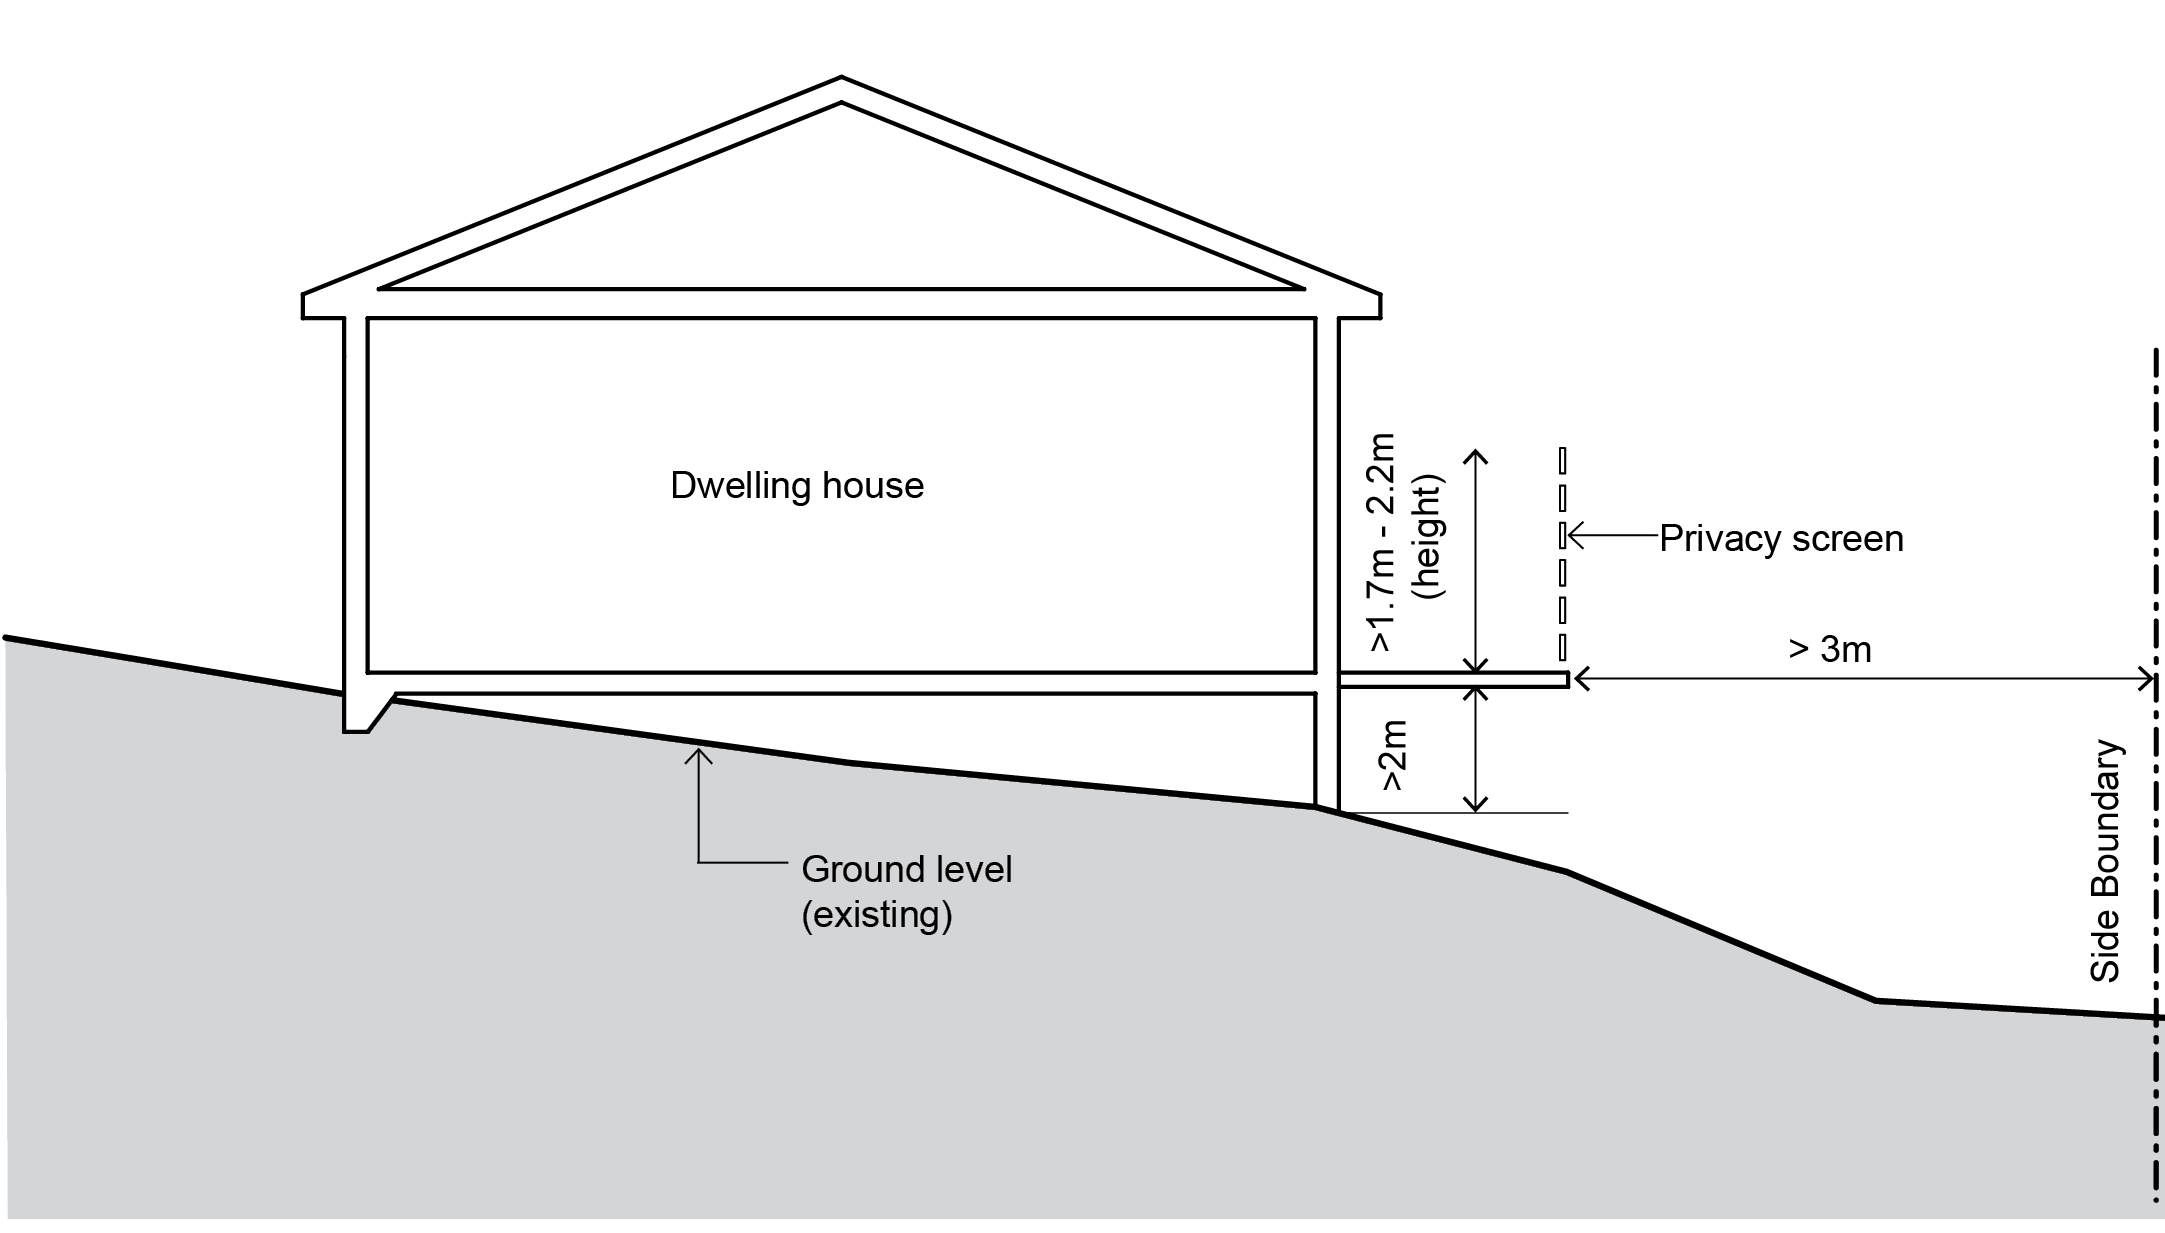 Dwelling house
>1.7m - 2.2m
(height)
Privacy screen
> 3m
>2m
Side Boundary
Ground level
(existing)